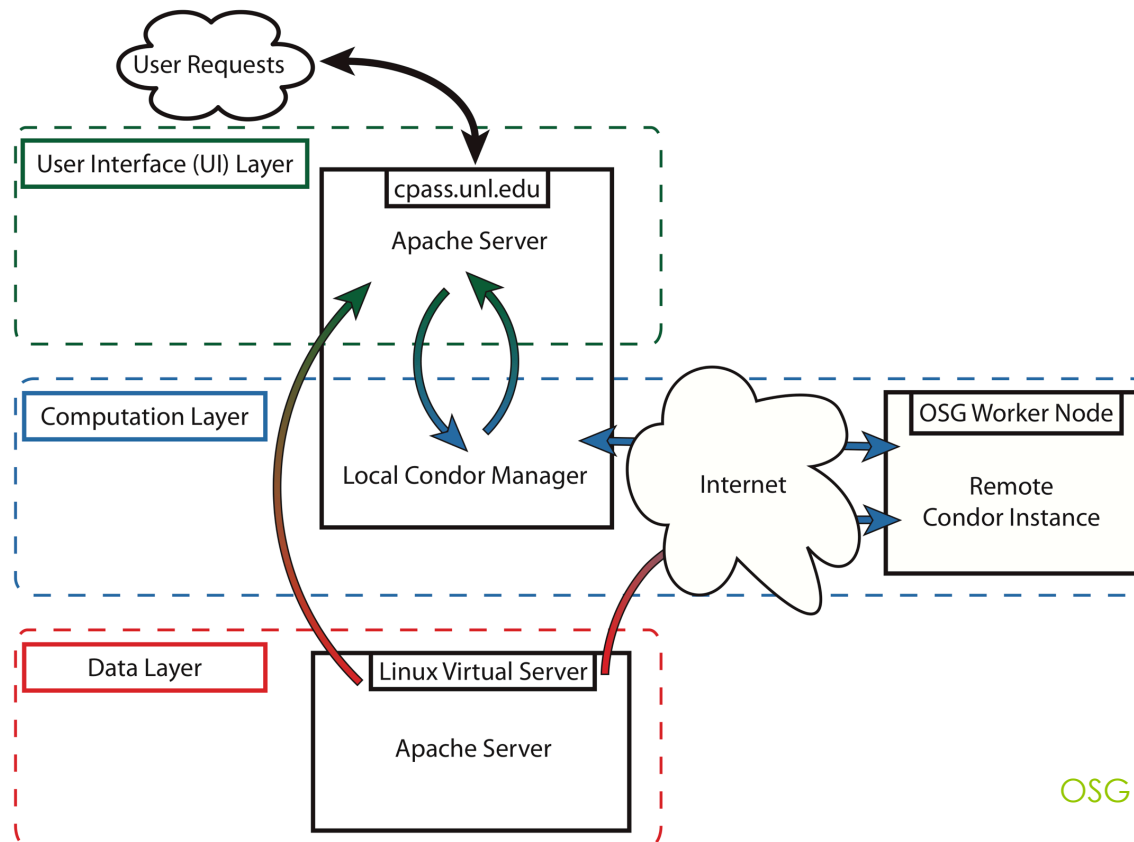 User Requests
User Interface (UI) Layer
cpass.unl.edu
Apache Server
Computation Layer
Local Condor Manager
Internet
OSG Worker Node
Remote
Condor Instance
Data Layer
Linux Virtual Server
Apache Server
OSG